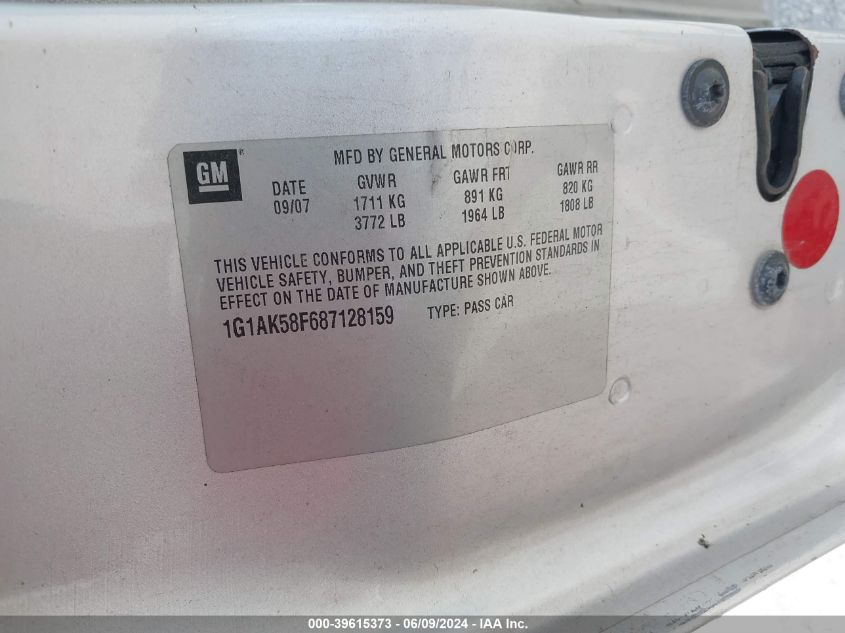 GM®
MFD BY GENERAL MOTORS CORP.
DATE GVWR GAWR FRT GAWR RR
09/07 1711 KG 891 KG 820 KG
3772 LB 1964 LB 1808 LB
THIS VEHICLE CONFORMS TO ALL APPLICABLE U.S. FEDERAL MOTOR
VEHICLE SAFETY, BUMPER, AND THEFT PREVENTION STANDARDS IN
EFFECT ON THE DATE OF MANUFACTURE SHOWN ABOVE.
1G1AK58F687128159 TYPE: PASS CAR
000-39615373 - 06/09/2024 - IAA Inc.